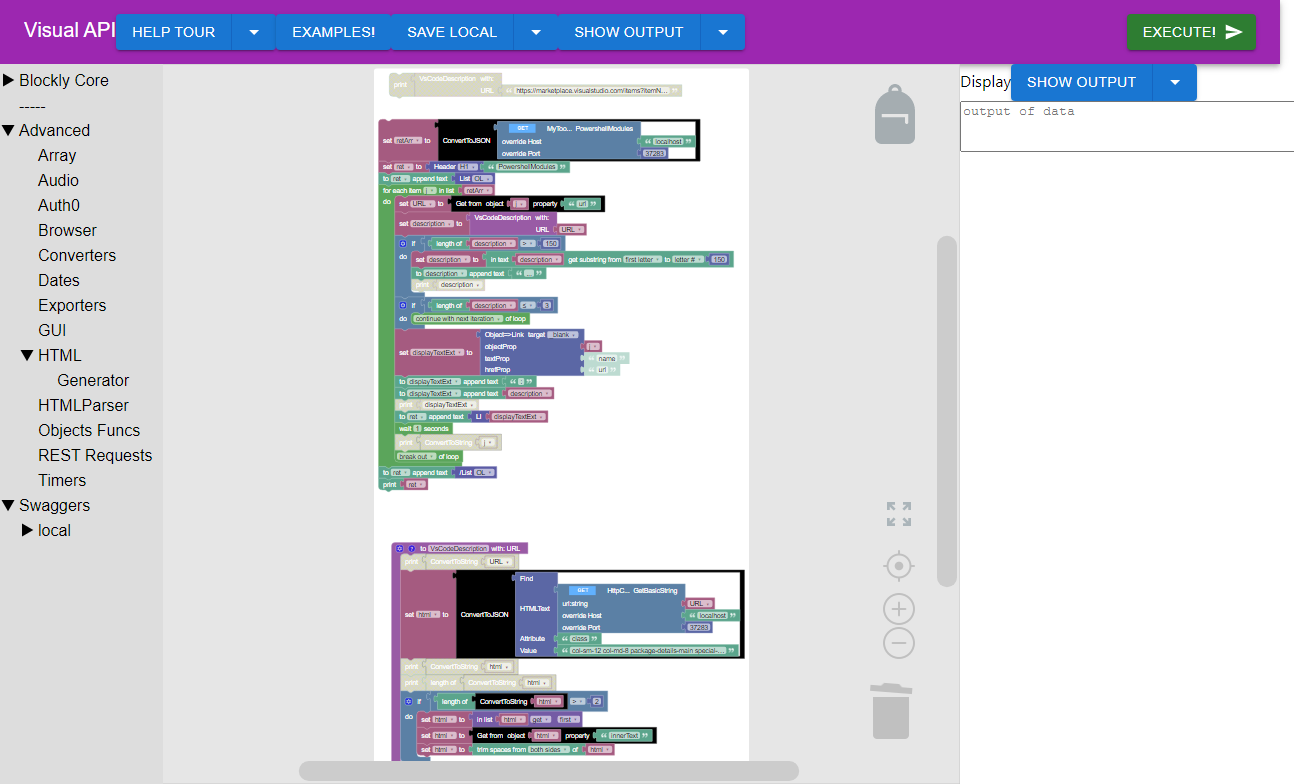 Visual API
HELP TOUR
EXAMPLES!
SAVE LOCAL
SHOW OUTPUT
EXECUTE!
Blockly Core
-----
Advanced
Array
Audio
Auth0
Browser
Converters
Dates
Exporters
GUI
HTML
Generator
HTMLParser
Objects Funcs
REST Requests
Timers
Swaggers
local
print VsCodeDescription with:
URL “ https://marketplace.visualstudio.com/items?itemN... ”
set retArr to ConvertToJSON GET MyToo... PowershellModules
override Host “ localhost ”
override Port 37283
set ret to Header H1 “ PowershellModules ”
to ret append text List OL
for each item j in list retArr
do set URL to Get from object j property “ url ”
set description to VsCodeDescription with:
URL URL
if length of description > 150
do set description to in text description get substring from first letter to letter # 150
to description append text “ ... ”
print description
if length of description ≤ 3
do continue with next iteration of loop
set displayTextExt to Object=>Link target _blank
objectProp j
textProp “ name ”
hrefProp “ url ”
to displayTextExt append text “ : ”
to displayTextExt append text description
print displayTextExt
to ret append text LI displayTextExt
wait 1 seconds
print ConvertToString j
break out of loop
to ret append text /List OL
print ret
to VsCodeDescription with: URL
print ConvertToString URL
set html to ConvertToJSON Find
HTMLText GET HttpC... GetBasicString
url:string URL
override Host “ localhost ”
override Port 37283
Attribute “ class ”
Value “ col-sm-12 col-md-8 package-details-main special-... ”
print ConvertToString html
print length of ConvertToString html
if length of ConvertToString html > 2
do set html to in list html get first
set html to Get from object html property “ innerText ”
set html to trim spaces from both sides of html
Display
SHOW OUTPUT
output of data